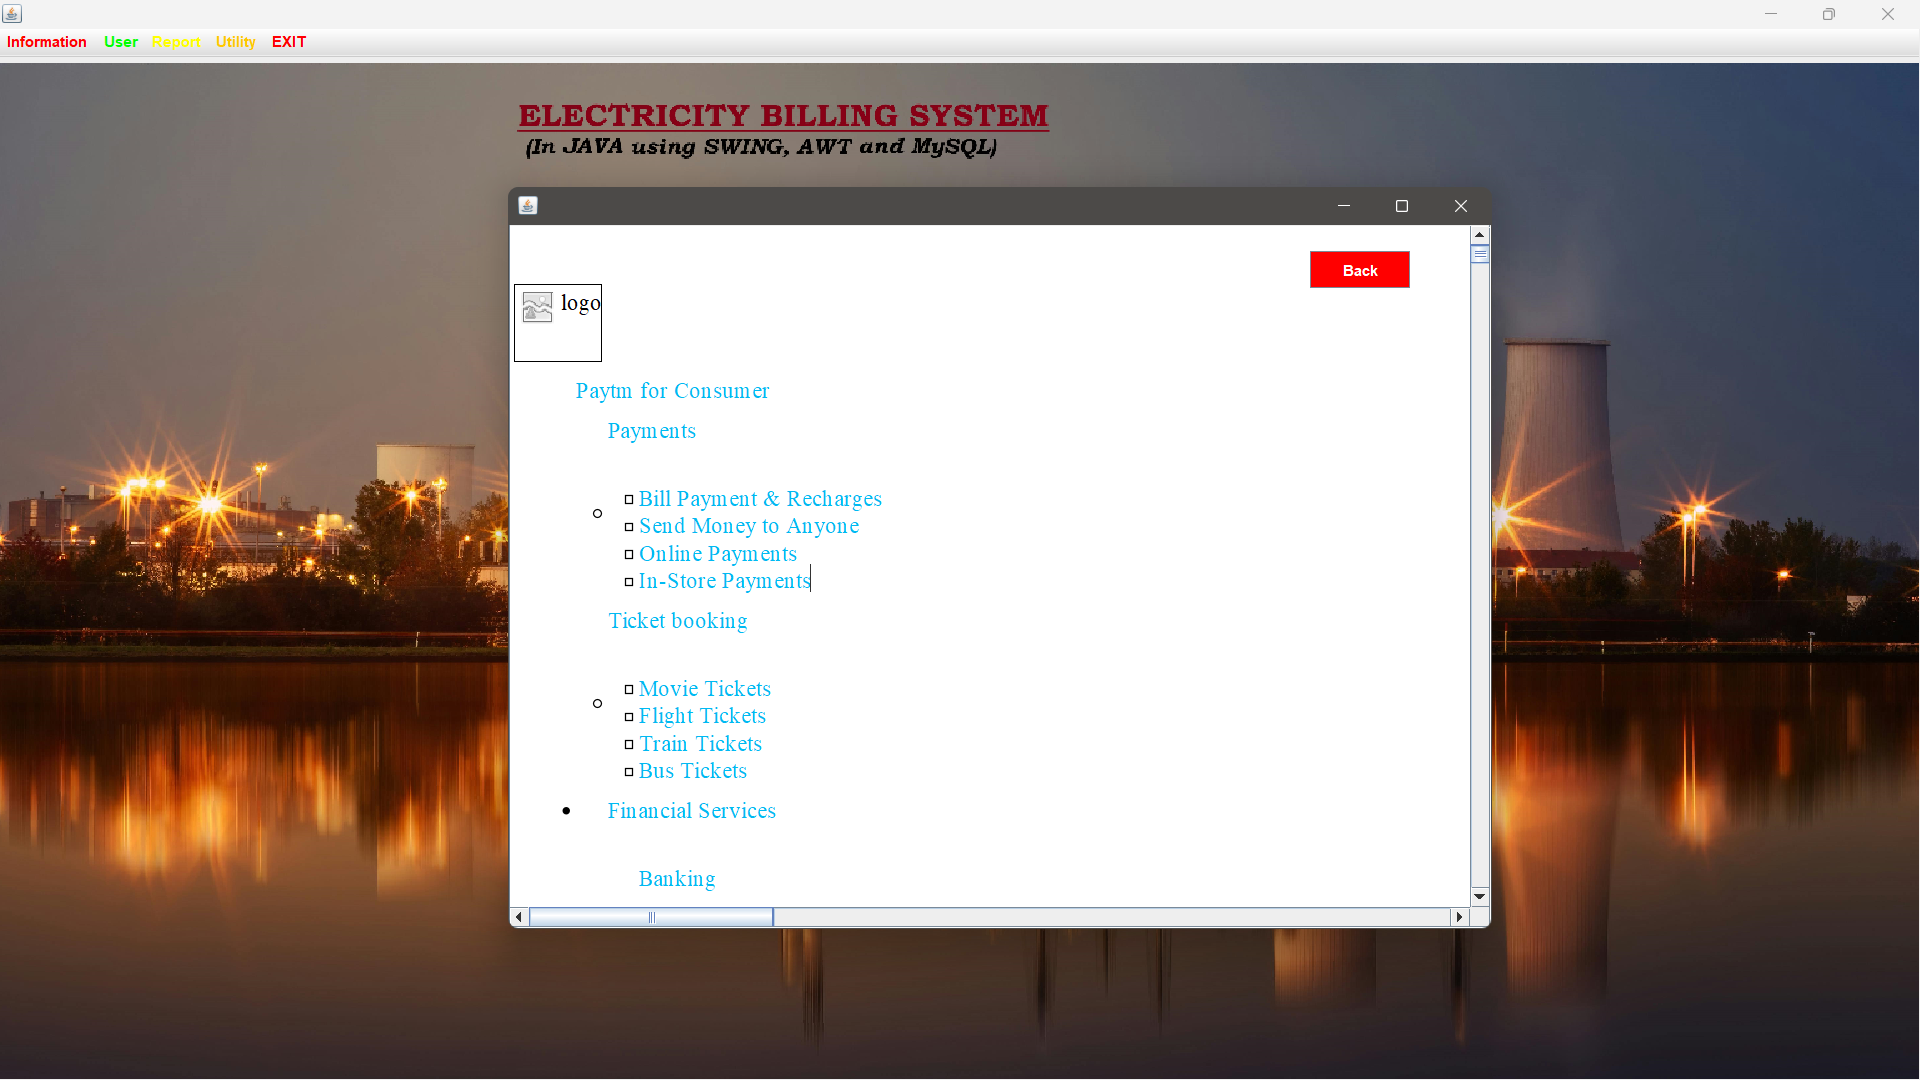 Information User Report Utility EXIT
ELECTRICITY BILLING SYSTEM
(In JAVA using SWING, AWT and MySQL)
Back
logo
Paytm for Consumer
Payments
Bill Payment & Recharges
Send Money to Anyone
Online Payments
In-Store Payments
Ticket booking
Movie Tickets
Flight Tickets
Train Tickets
Bus Tickets
Financial Services
Banking